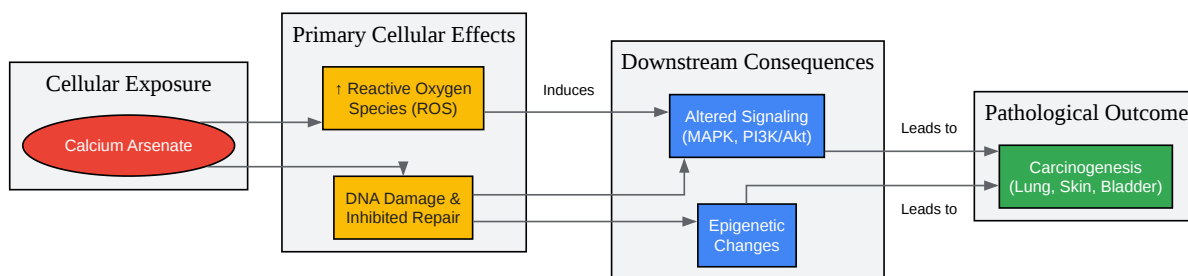 Cellular Exposure
Calcium Arsenate
Primary Cellular Effects
↑ Reactive Oxygen
Species (ROS)
DNA Damage &
Inhibited Repair
Induces
Downstream Consequences
Altered Signaling
(MAPK, PI3K/Akt)
Epigenetic
Changes
Leads to
Leads to
Pathological Outcome
Carcinogenesis
(Lung, Skin, Bladder)